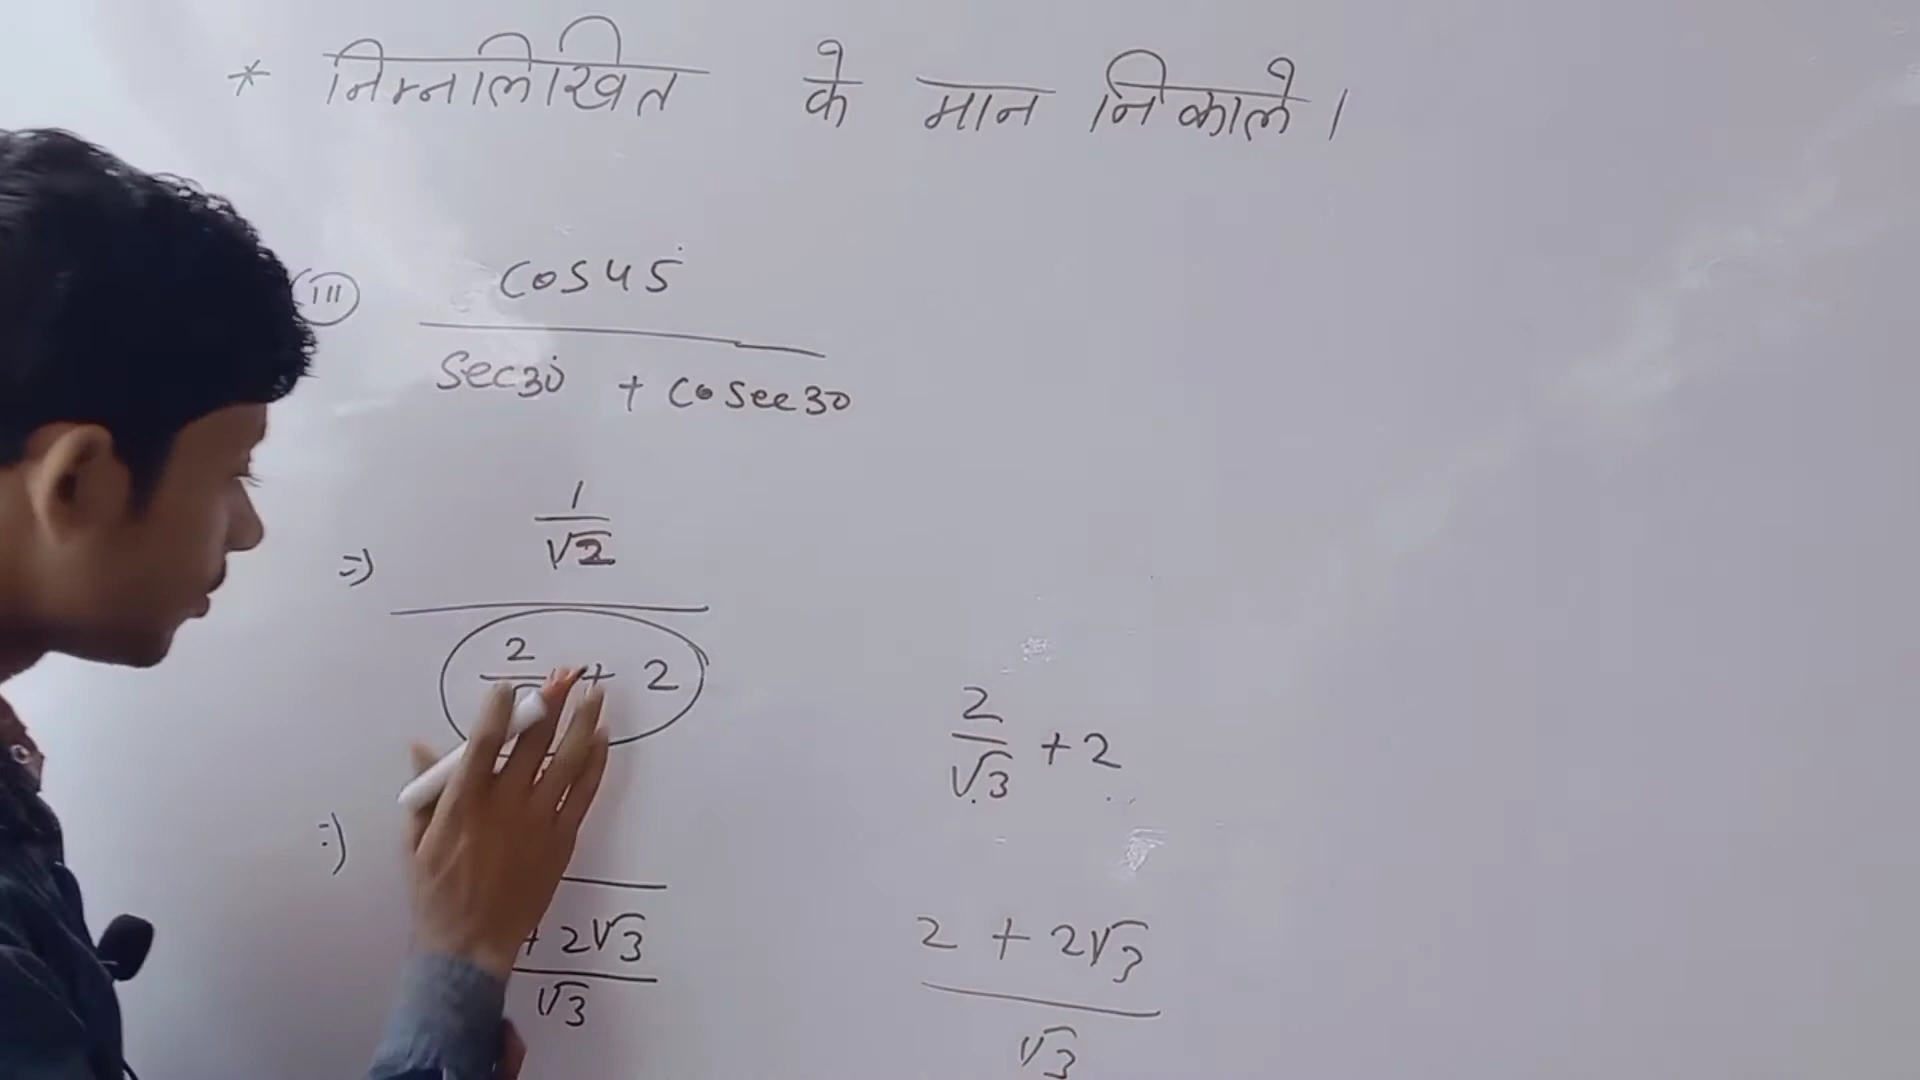 * निम्नलिखित के मान निकाले।
(iii) cos45°
sec30° + cosec30
1
√2
=)
2 + 2
2
√3 + 2
=)
+ 2√3
√3
2 + 2√3
√3